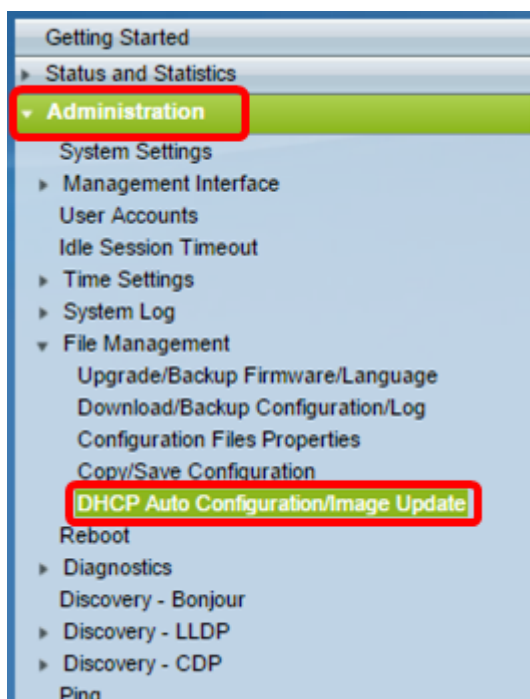 Getting Started
Status and Statistics
Administration
System Settings
Management Interface
User Accounts
Idle Session Timeout
Time Settings
System Log
File Management
Upgrade/Backup Firmware/Language
Download/Backup Configuration/Log
Configuration Files Properties
Copy/Save Configuration
DHCP Auto Configuration/Image Update
Reboot
Diagnostics
Discovery - Bonjour
Discovery - LLDP
Discovery - CDP
Ping